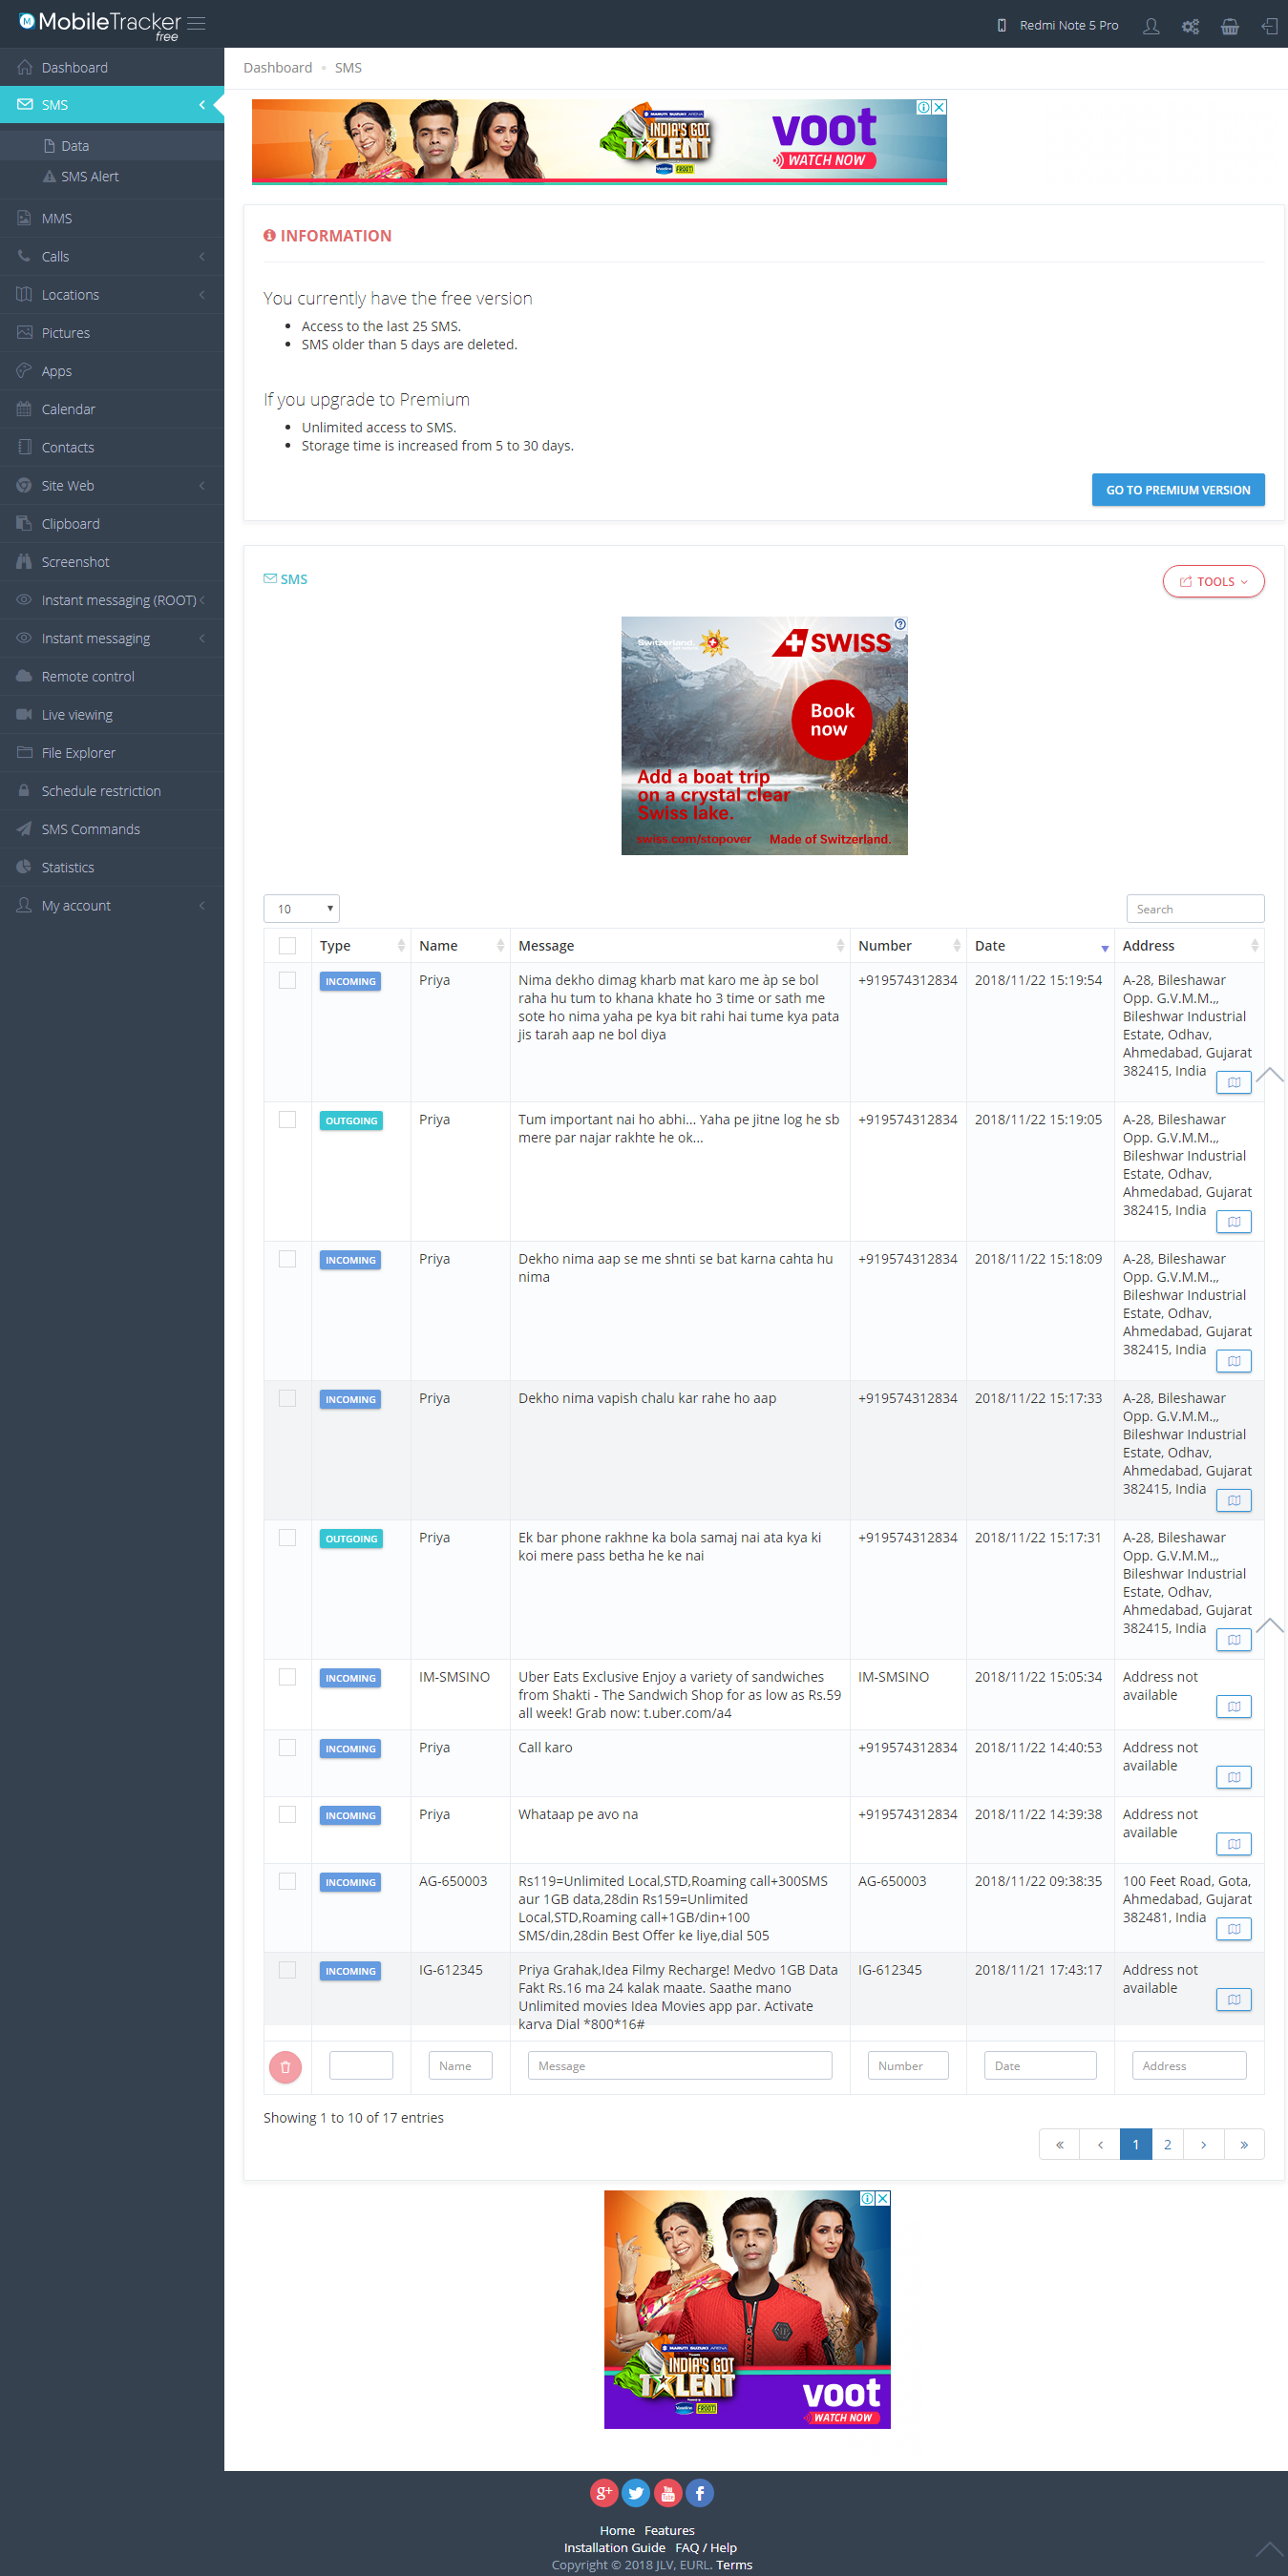 MobileTracker
free
Redmi Note 5 Pro
Dashboard
SMS
Data
SMS Alert
MMS
Calls
Locations
Pictures
Apps
Calendar
Contacts
Site Web
Clipboard
Screenshot
Instant messaging (ROOT)
Instant messaging
Remote control
Live viewing
File Explorer
Schedule restriction
SMS Commands
Statistics
My account
Dashboard • SMS
INDIA'S GOT
TALENT
voot
WATCH NOW
INFORMATION
You currently have the free version
• Access to the last 25 SMS.
• SMS older than 5 days are deleted.
If you upgrade to Premium
• Unlimited access to SMS.
• Storage time is increased from 5 to 30 days.
GO TO PREMIUM VERSION
SMS
TOOLS
Switzerland.
SWISS
Book
now
Add a boat trip
on a crystal clear
Swiss lake.
swiss.com/stopover Made of Switzerland.
10
Search
Type Name Message Number Date Address
INCOMING Priya Nima dekho dimag kharb mat karo me àp se bol +919574312834 2018/11/22 15:19:54 A-28, Bileshawar
raha hu tum to khana khate ho 3 time or sath me Opp. G.V.M.M.,,
sote ho nima yaha pe kya bit rahi hai tume kya pata Bileshwar Industrial
jis tarah aap ne bol diya Estate, Odhav,
Ahmedabad, Gujarat
382415, India
OUTGOING Priya Tum important nai ho abhi... Yaha pe jitne log he sb +919574312834 2018/11/22 15:19:05 A-28, Bileshawar
mere par najar rakhte he ok... Opp. G.V.M.M.,,
Bileshwar Industrial
Estate, Odhav,
Ahmedabad, Gujarat
382415, India
INCOMING Priya Dekho nima aap se me shnti se bat karna cahta hu +919574312834 2018/11/22 15:18:09 A-28, Bileshawar
nima Opp. G.V.M.M.,,
Bileshwar Industrial
Estate, Odhav,
Ahmedabad, Gujarat
382415, India
INCOMING Priya Dekho nima vapish chalu kar rahe ho aap +919574312834 2018/11/22 15:17:33 A-28, Bileshawar
Opp. G.V.M.M.,,
Bileshwar Industrial
Estate, Odhav,
Ahmedabad, Gujarat
382415, India
OUTGOING Priya Ek bar phone rakhne ka bola samaj nai ata kya ki +919574312834 2018/11/22 15:17:31 A-28, Bileshawar
koi mere pass betha he ke nai Opp. G.V.M.M.,,
Bileshwar Industrial
Estate, Odhav,
Ahmedabad, Gujarat
382415, India
INCOMING IM-SMSINO Uber Eats Exclusive Enjoy a variety of sandwiches IM-SMSINO 2018/11/22 15:05:34 Address not
from Shakti - The Sandwich Shop for as low as Rs.59 available
all week! Grab now: t.uber.com/a4
INCOMING Priya Call karo +919574312834 2018/11/22 14:40:53 Address not
available
INCOMING Priya Whataap pe avo na +919574312834 2018/11/22 14:39:38 Address not
available
INCOMING AG-650003 Rs119=Unlimited Local,STD,Roaming call+300SMS AG-650003 2018/11/22 09:38:35 100 Feet Road, Gota,
aur 1GB data,28din Rs159=Unlimited Ahmedabad, Gujarat
Local,STD,Roaming call+1GB/din+100 382481, India
SMS/din,28din Best Offer ke liye,dial 505
INCOMING IG-612345 Priya Grahak,Idea Filmy Recharge! Medvo 1GB Data IG-612345 2018/11/21 17:43:17 Address not
Fakt Rs.16 ma 24 kalak maate. Saathe mano available
Unlimited movies Idea Movies app par. Activate
karva Dial *800*16#
Name Message Number Date Address
Showing 1 to 10 of 17 entries
« ‹ 1 2 › »
INDIA'S GOT
TALENT
voot
WATCH NOW
Home Features
Installation Guide FAQ / Help
Copyright © 2018 JLV, EURL. Terms